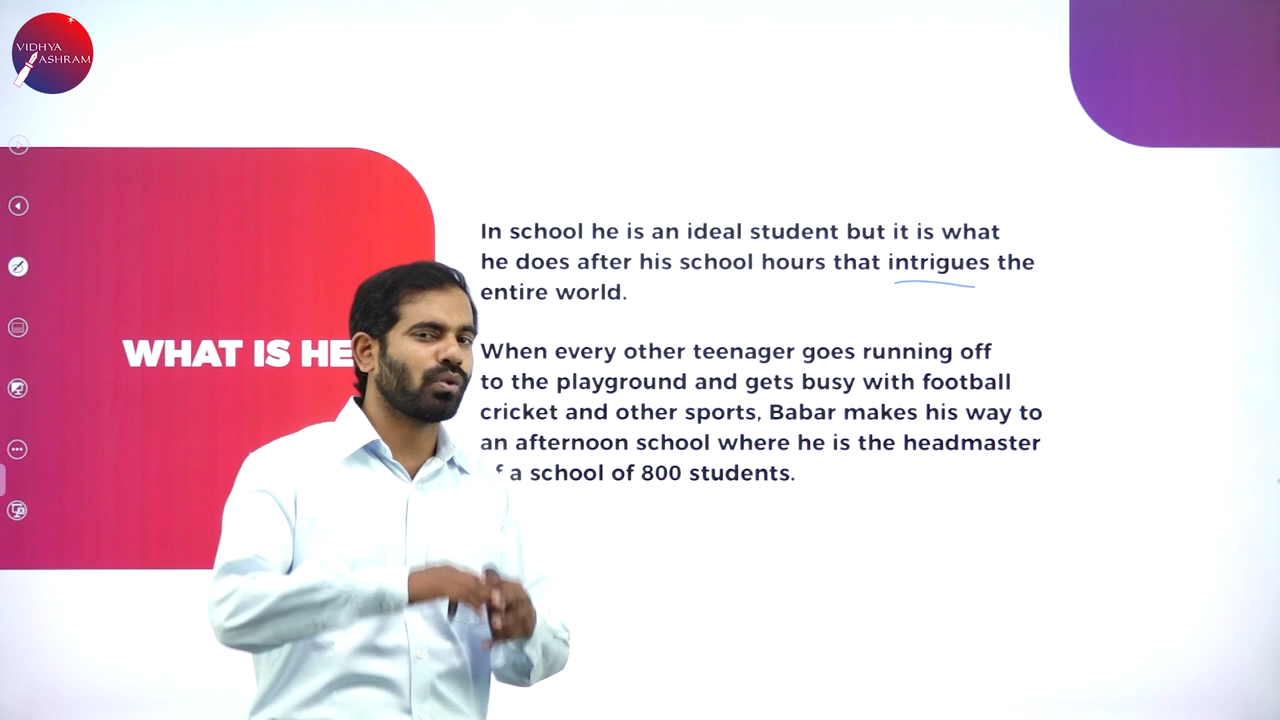 VIDHYA
ASHRAM
WHAT IS HE
In school he is an ideal student but it is what
he does after his school hours that intrigues the
entire world.
When every other teenager goes running off
to the playground and gets busy with football
cricket and other sports, Babar makes his way to
an afternoon school where he is the headmaster
f a school of 800 students.